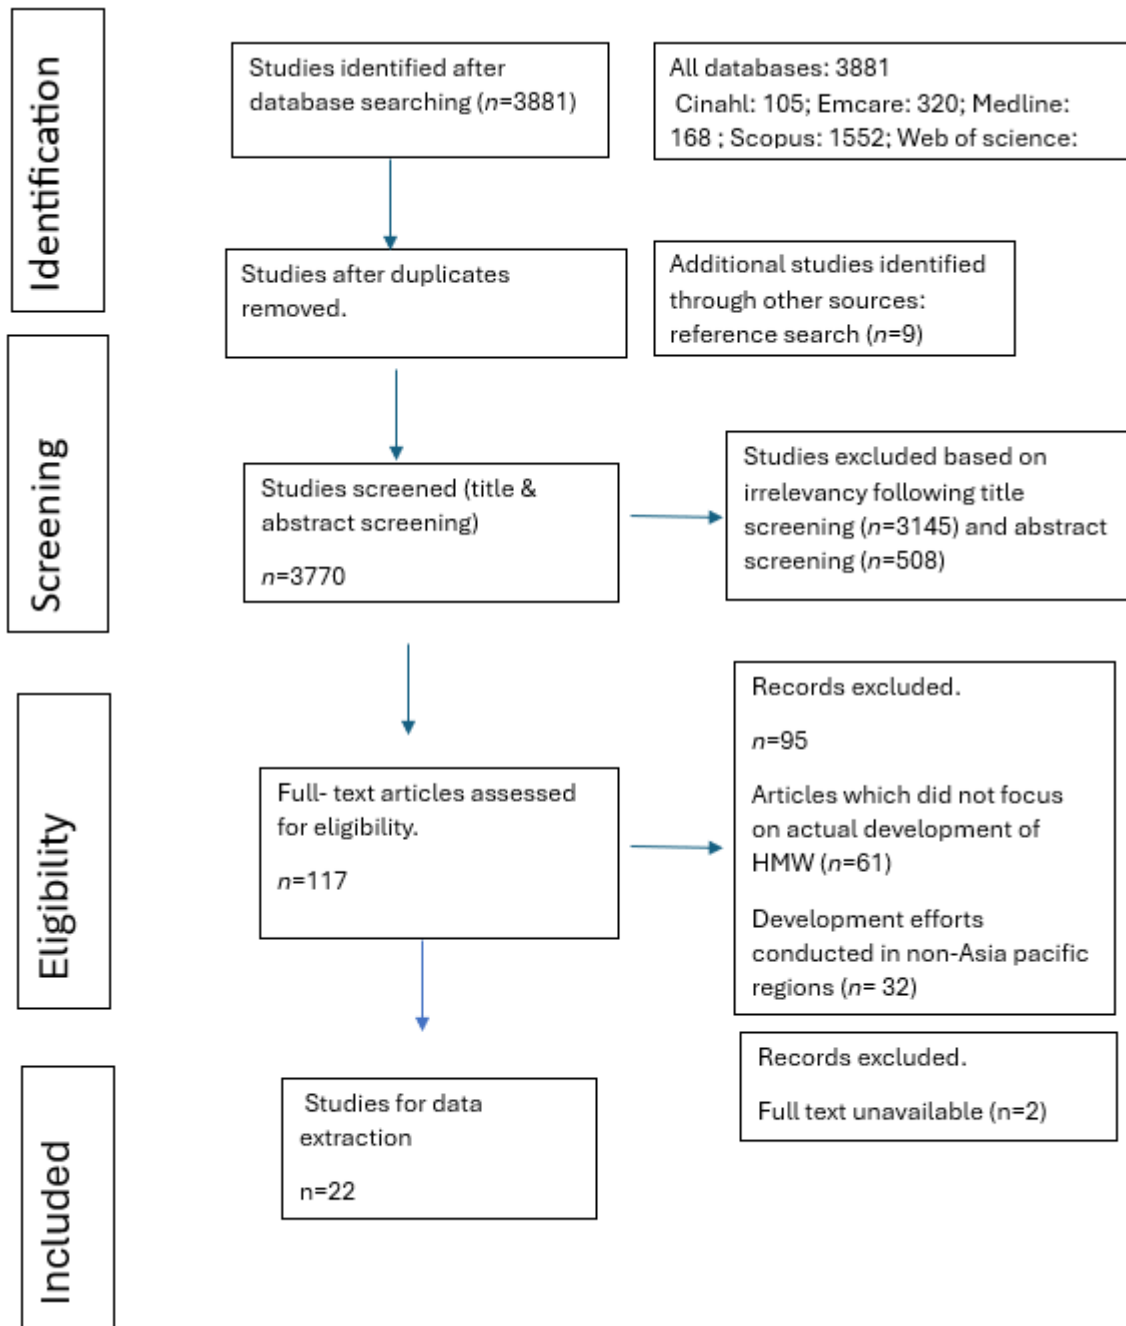 Identification
Studies identified after
database searching (n=3881)
All databases: 3881
Cinahl: 105; Emcare: 320; Medline:
168 ; Scopus: 1552; Web of science:
Studies after duplicates
removed.
Additional studies identified
through other sources:
reference search (n=9)
Screening
Studies screened (title &
abstract screening)
n=3770
Studies excluded based on
irrelevancy following title
screening (n=3145) and abstract
screening (n=508)
Eligibility
Full- text articles assessed
for eligibility.
n=117
Records excluded.
n=95
Articles which did not focus
on actual development of
HMW (n=61)
Development efforts
conducted in non-Asia pacific
regions (n= 32)
Records excluded.
Full text unavailable (n=2)
Included
Studies for data
extraction
n=22